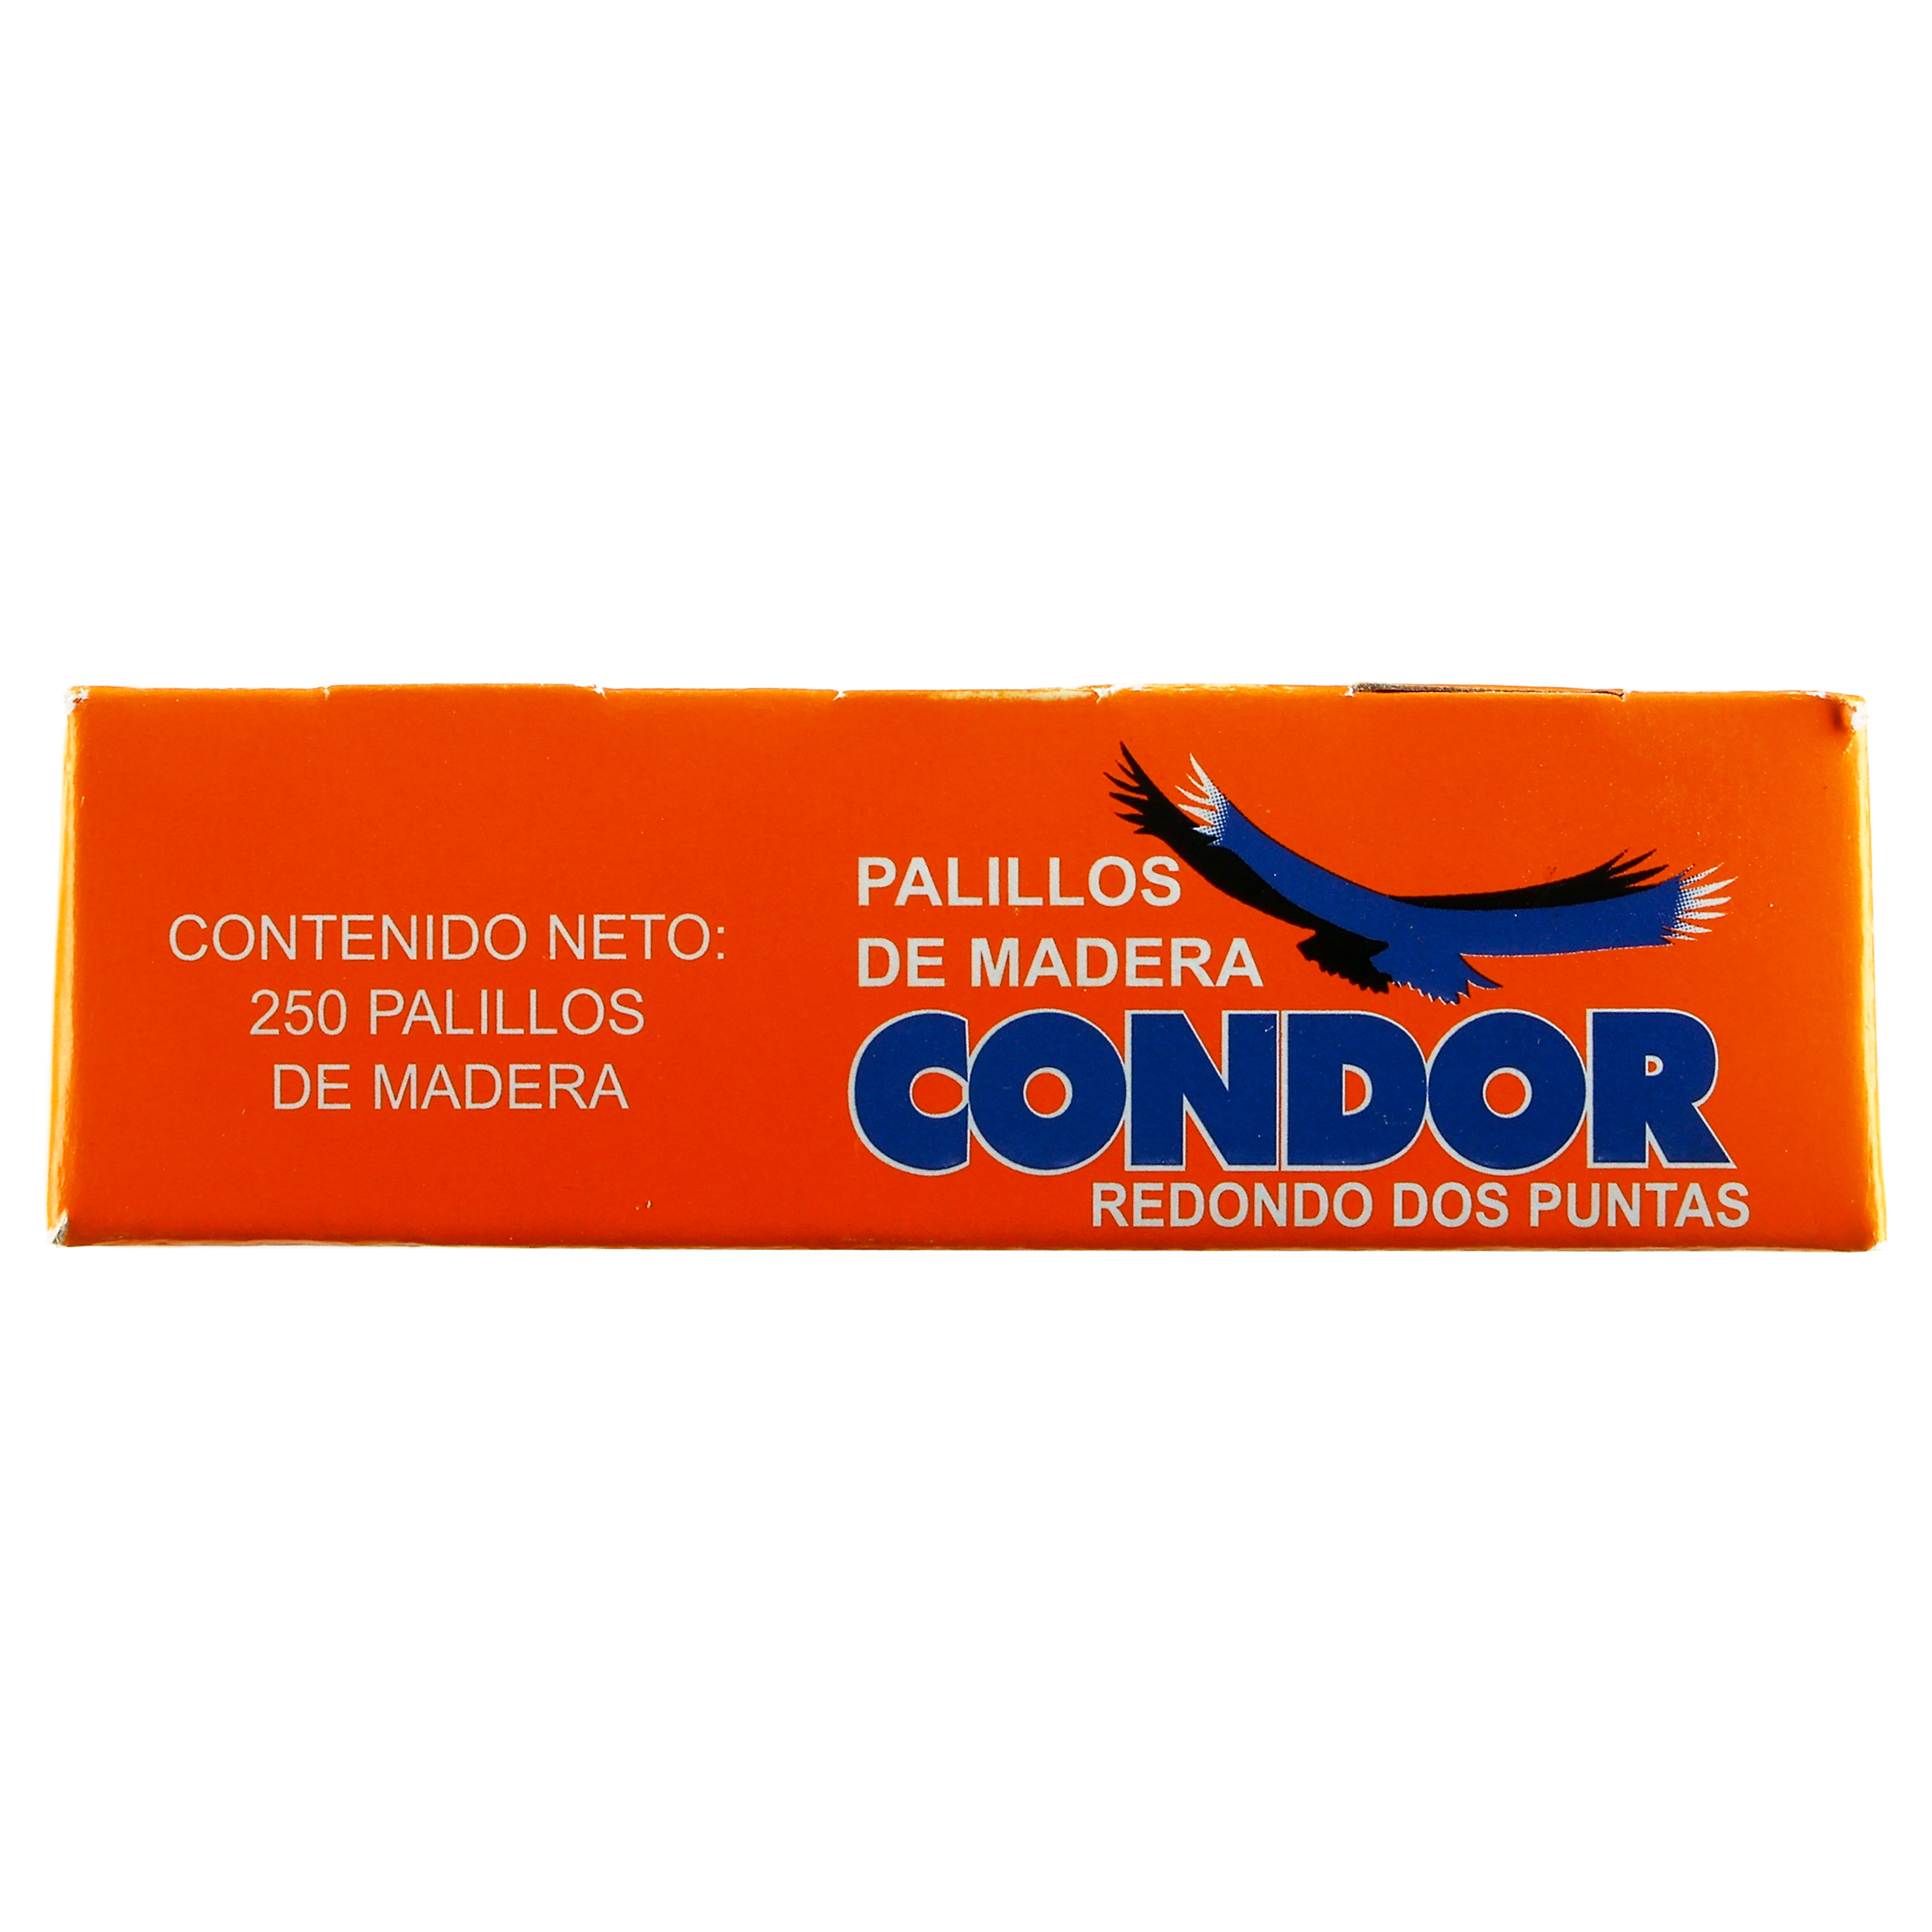 CONTENIDO NETO:
250 PALILLOS
DE MADERA
PALILLOS
DE MADERA
CONDOR
REDONDO DOS PUNTAS